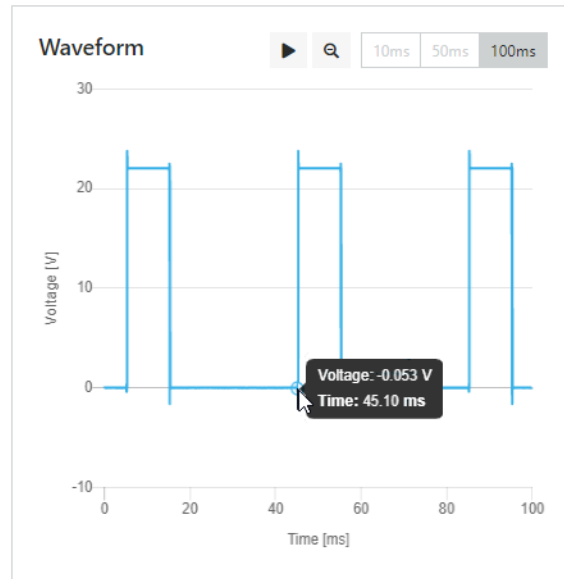 Waveform
10ms 50ms 100ms
30
20
10
0
-10
Voltage [V]
Voltage: -0.053 V
Time: 45.10 ms
0 20 40 60 80 100
Time [ms]